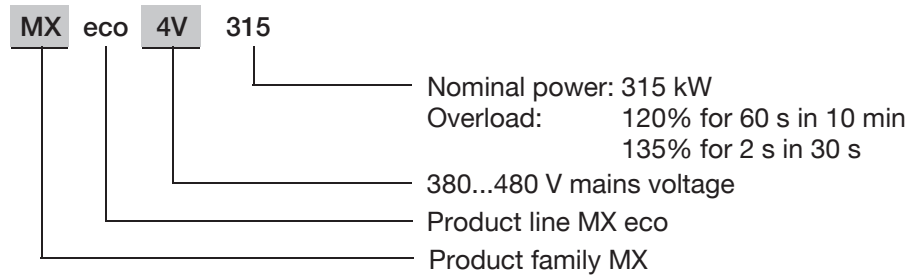 MX eco 4V 315
Nominal power: 315 kW
Overload: 120% for 60 s in 10 min
135% for 2 s in 30 s
380...480 V mains voltage
Product line MX eco
Product family MX